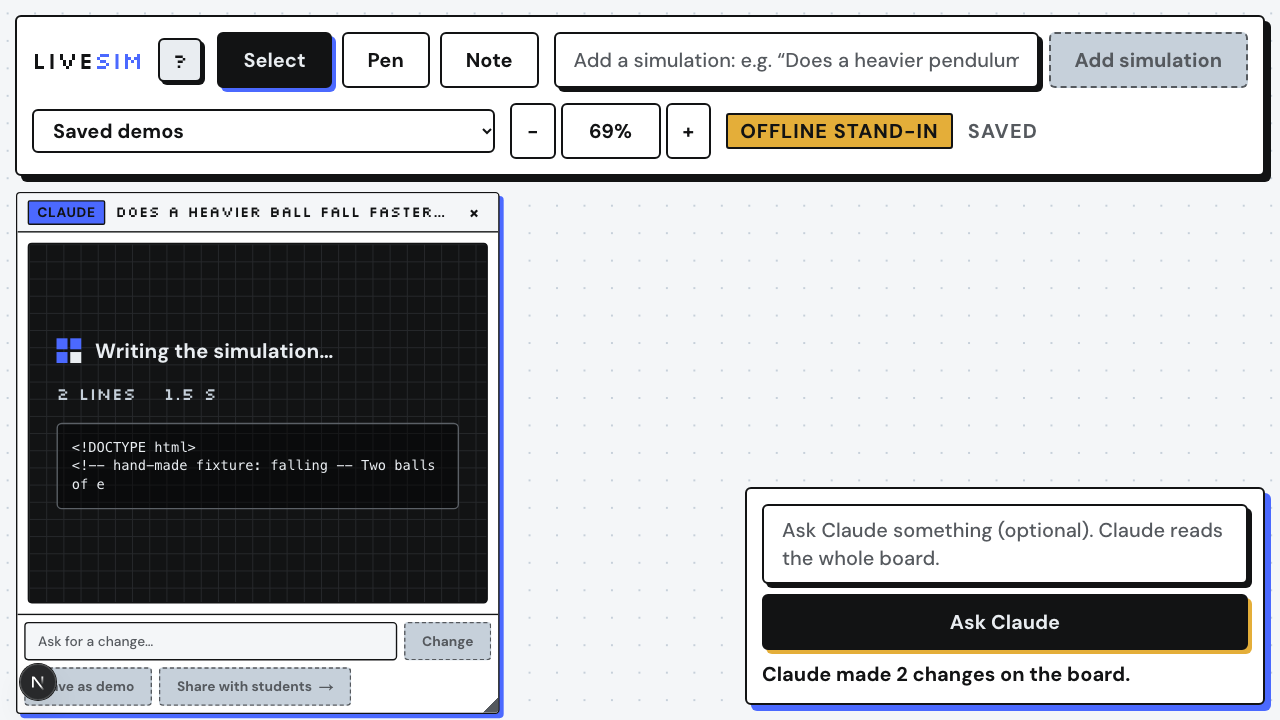 LIVESIM ? Select Pen Note Add a simulation: e.g. “Does a heavier pendulum Add simulation
Saved demos - 69% + OFFLINE STAND-IN SAVED
CLAUDE DOES A HEAVIER BALL FALL FASTER… ×
Writing the simulation…
2 LINES 1.5 S
<!DOCTYPE html>
<!-- hand-made fixture: falling -- Two balls
of e
Ask for a change… Change
as demo Share with students →
N
Ask Claude something (optional). Claude reads
the whole board.
Ask Claude
Claude made 2 changes on the board.